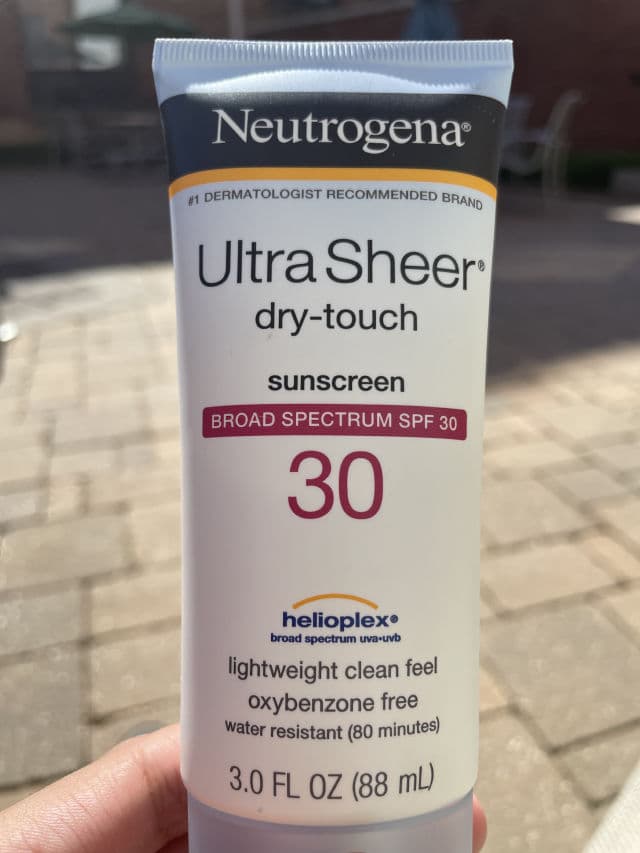 Neutrogena®
#1 DERMATOLOGIST RECOMMENDED BRAND
Ultra Sheer®
dry-touch
sunscreen
BROAD SPECTRUM SPF 30
30
helioplex®
broad spectrum uva•uvb
lightweight clean feel
oxybenzone free
water resistant (80 minutes)
3.0 FL OZ (88 mL)